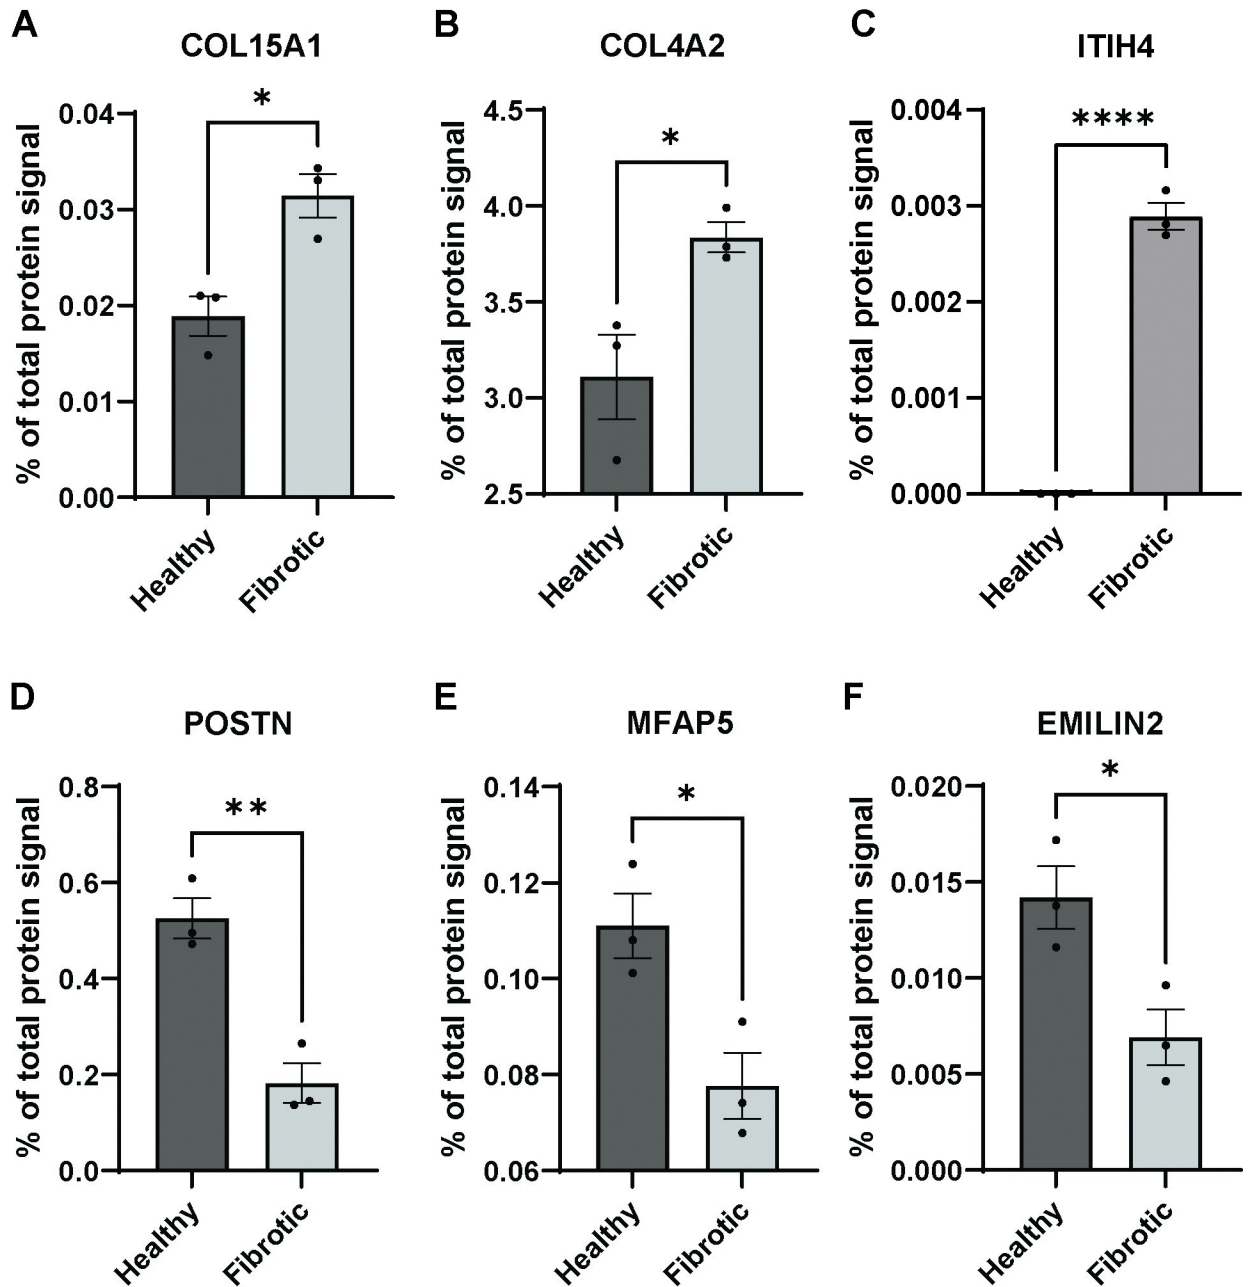 A
COL15A1
*
% of total protein signal
0.04
0.03
0.02
0.01
0.00
Healthy
Fibrotic
B
COL4A2
*
% of total protein signal
4.5
4.0
3.5
3.0
2.5
Healthy
Fibrotic
C
ITIH4
****
% of total protein signal
0.004
0.003
0.002
0.001
0.000
Healthy
Fibrotic
D
POSTN
**
% of total protein signal
0.8
0.6
0.4
0.2
0.0
Healthy
Fibrotic
E
MFAP5
*
% of total protein signal
0.14
0.12
0.10
0.08
0.06
Healthy
Fibrotic
F
EMILIN2
*
% of total protein signal
0.020
0.015
0.010
0.005
0.000
Healthy
Fibrotic